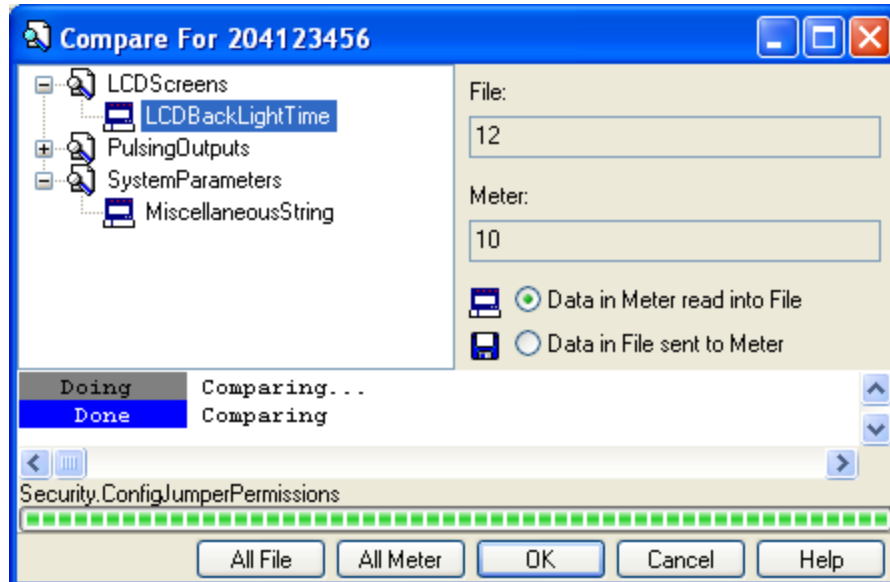 Compare For 204123456
LCDScreens
LCDBackLightTime
PulsingOutputs
SystemParameters
MiscellaneousString
File:
12
Meter:
10
Data in Meter read into File
Data in File sent to Meter
Doing Comparing...
Done Comparing
Security.ConfigJumperPermissions
All File All Meter OK Cancel Help